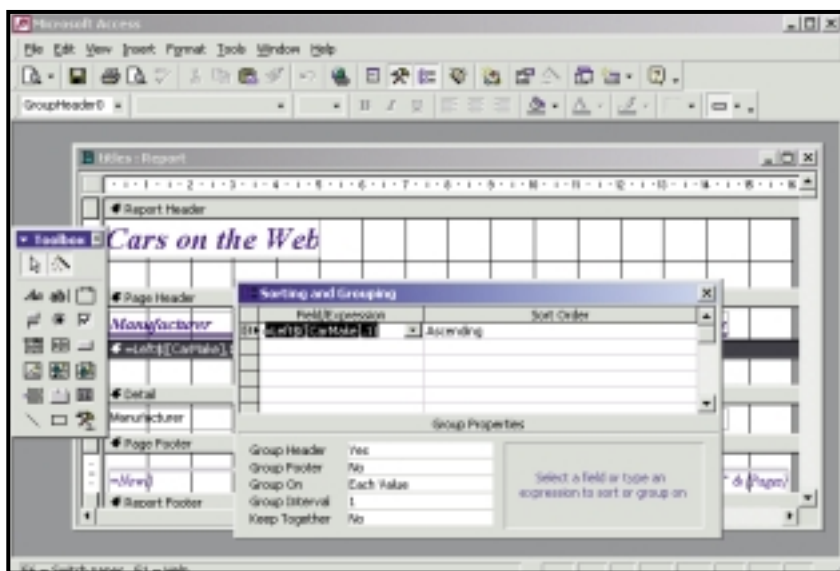 Microsoft Access
File Edit View Insert Format Tools Window Help
GroupHeader0
titles : Report
Report Header
Toolbox
Cars on the Web
Page Header
Sorting and Grouping
Field/Expression Sort Order
Manufacturer
=Left$([CarMake],1) Ascending
=Left$([CarMake],
Detail
Manufacturer
Group Properties
Page Footer
Group Header Yes
Group Footer No
Group On Each Value
Group Interval 1
Keep Together No
Select a field or type an
expression to sort or group on
=Now()
" & [Pages]
Report Footer
F6 = Switch panes. F1 = Help.